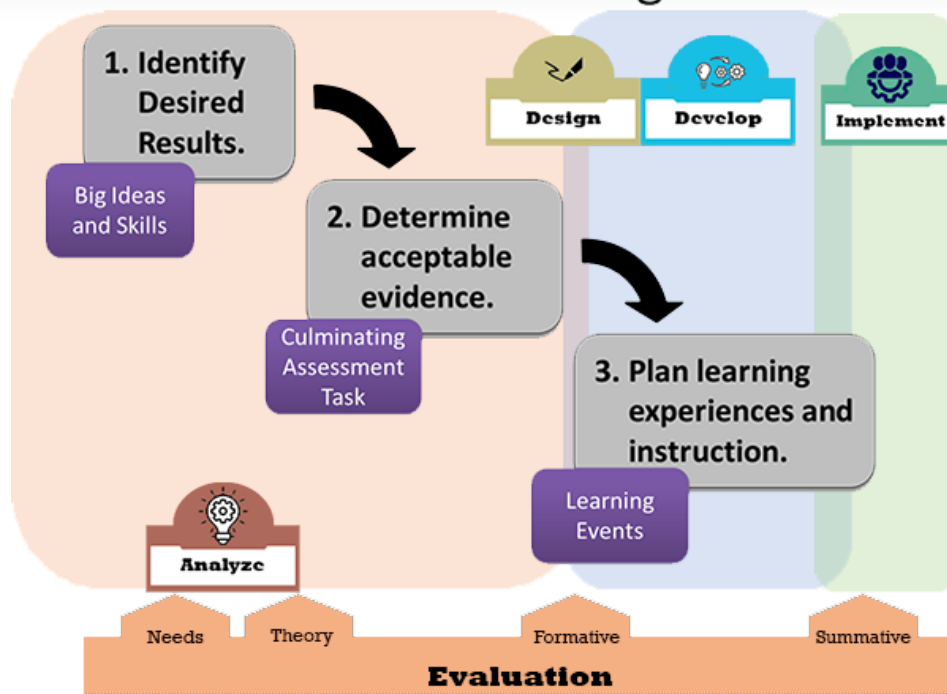 1. Identify
Desired
Results.
Big Ideas
and Skills
Design
Develop
Implement
2. Determine
acceptable
evidence.
Culminating
Assessment
Task
3. Plan learning
experiences and
instruction.
Learning
Events
Analyze
Needs
Theory
Formative
Summative
Evaluation